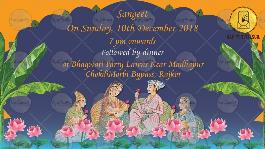 Sangeet
On Sunday, 10th December 2018
7 pm onwards
Followed by dinner
at Bhagwati Party Lawns Near Madhapur
Chokdi Morbi Bypass, Rajkot